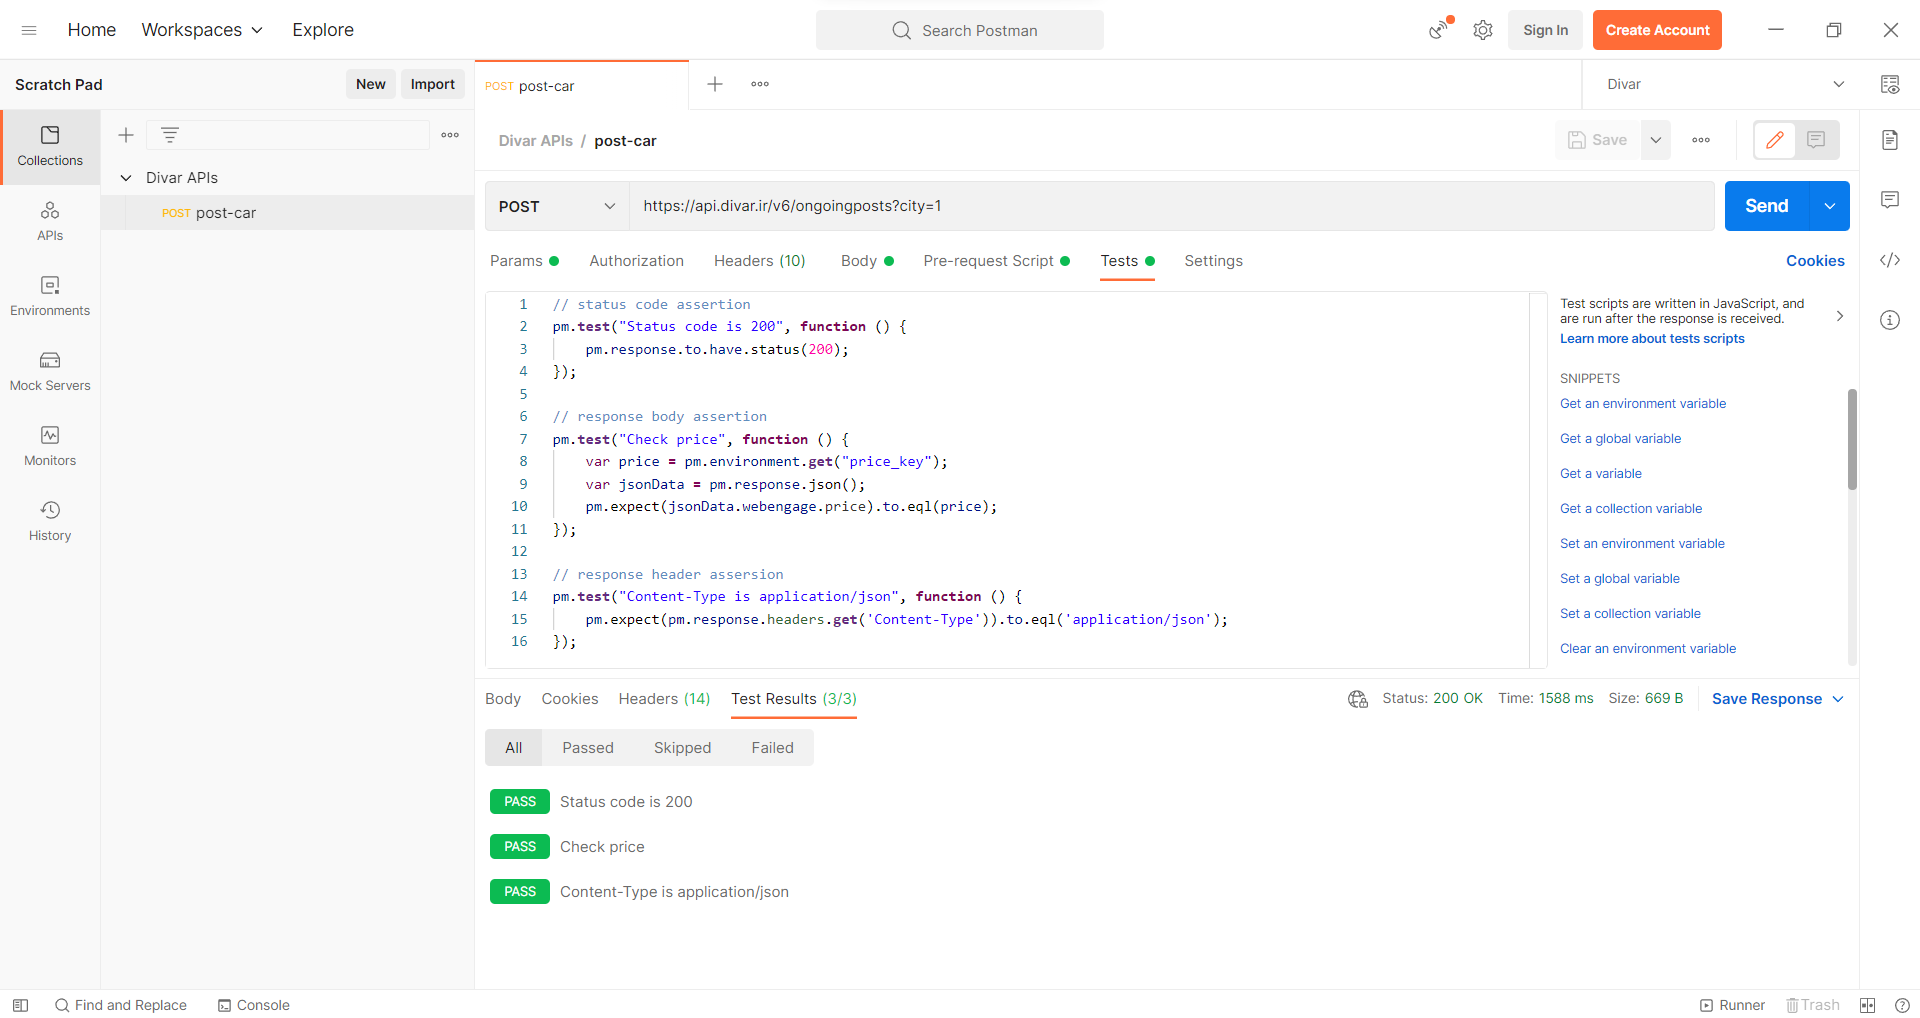 Home Workspaces Explore Search Postman Sign In Create Account
Scratch Pad New Import POST post-car Divar
Divar APIs / post-car Save
Collections
Divar APIs
POST post-car
APIs
Environments
Mock Servers
Monitors
History
POST https://api.divar.ir/v6/ongoingposts?city=1 Send
Params Authorization Headers (10) Body Pre-request Script Tests Settings Cookies
1 // status code assertion
2 pm.test("Status code is 200", function () {
3 pm.response.to.have.status(200);
4 });
5
6 // response body assertion
7 pm.test("Check price", function () {
8 var price = pm.environment.get("price_key");
9 var jsonData = pm.response.json();
10 pm.expect(jsonData.webengage.price).to.eql(price);
11 });
12
13 // response header assersion
14 pm.test("Content-Type is application/json", function () {
15 pm.expect(pm.response.headers.get('Content-Type')).to.eql('application/json');
16 });
Test scripts are written in JavaScript, and
are run after the response is received.
Learn more about tests scripts
SNIPPETS
Get an environment variable
Get a global variable
Get a variable
Get a collection variable
Set an environment variable
Set a global variable
Set a collection variable
Clear an environment variable
Body Cookies Headers (14) Test Results (3/3) Status: 200 OK Time: 1588 ms Size: 669 B Save Response
All Passed Skipped Failed
PASS Status code is 200
PASS Check price
PASS Content-Type is application/json
Find and Replace Console Runner Trash